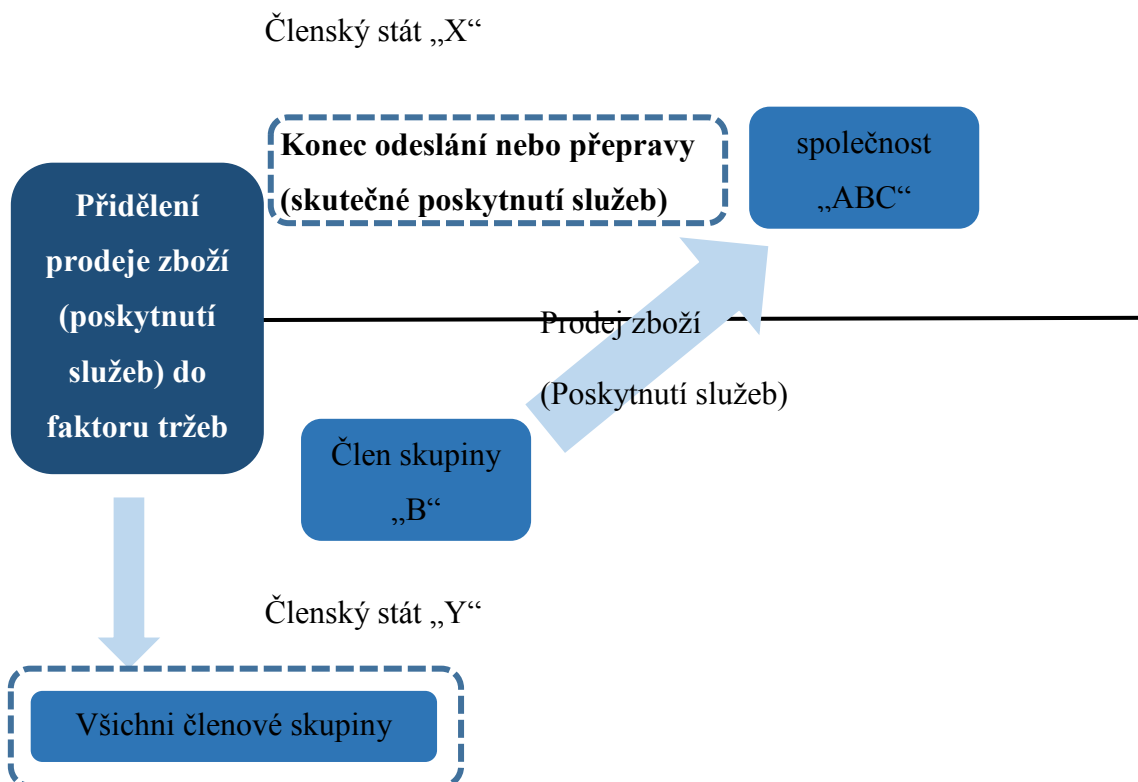 Členský stát „X“
Konec odeslání nebo přepravy
(skutečné poskytnutí služeb)
společnost
„ABC“
Přidělení
prodeje zboží
(poskytnutí
služeb) do
faktoru tržeb
Prodej zboží
(Poskytnutí služeb)
Člen skupiny
„B“
Členský stát „Y“
Všichni členové skupiny